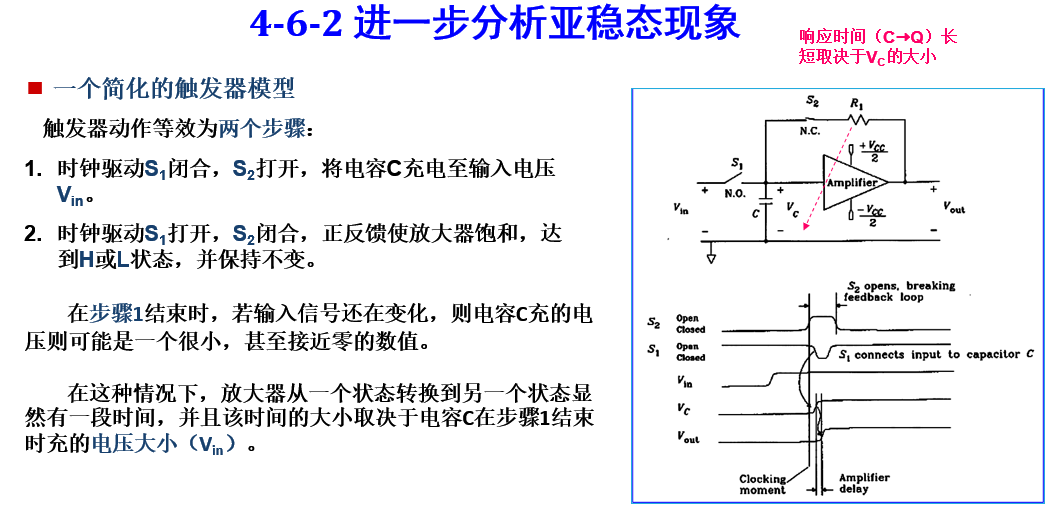 4-6-2 进一步分析亚稳态现象
响应时间（C→Q）长
短取决于VC的大小
一个简化的触发器模型
触发器动作等效为两个步骤：
1. 时钟驱动S1闭合，S2打开，将电容C充电至输入电压
Vin。
2. 时钟驱动S1打开，S2闭合，正反馈使放大器饱和，达
到H或L状态，并保持不变。
在步骤1结束时，若输入信号还在变化，则电容C充的电
压则可能是一个很小，甚至接近零的数值。
在这种情况下，放大器从一个状态转换到另一个状态显
然有一段时间，并且该时间的大小取决于电容C在步骤1结束
时充的电压大小（Vin）。
S2 R1
N.C.
+VCC/2
S1
Amplifier
+ N.O. + +
Vin C VC Vout
-VCC/2
- - -
S2 opens, breaking
feedback loop
S2 Open
Closed
S1 Open
Closed
S1 connects input to capacitor C
Vin
VC
Vout
Clocking
moment
Amplifier
delay